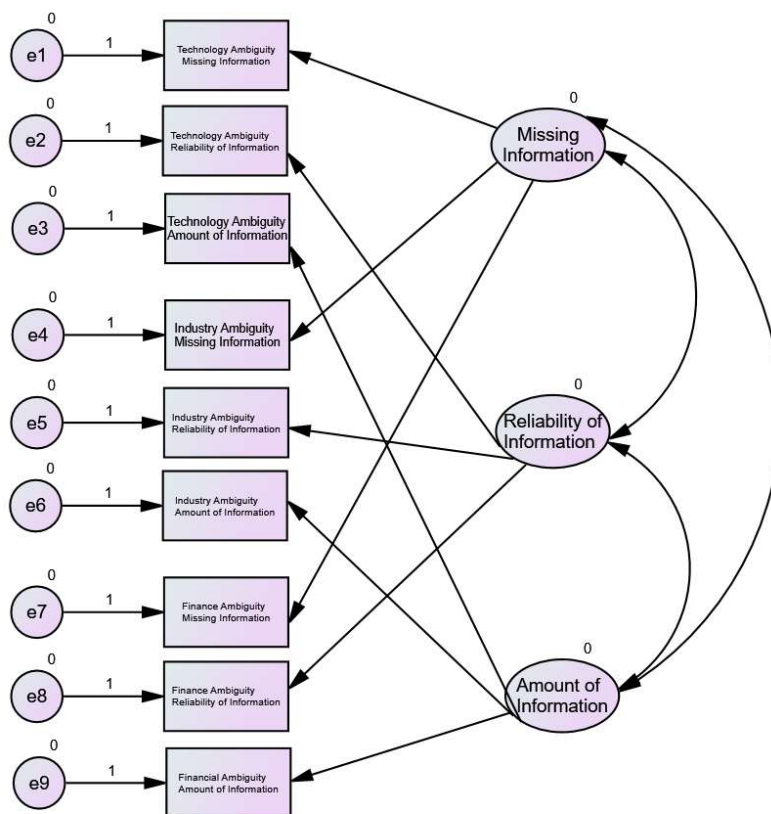 0
e1
1
Technology Ambiguity
Missing Information
0
e2
1
Technology Ambiguity
Reliability of Information
0
e3
1
Technology Ambiguity
Amount of Information
0
e4
1
Industry Ambiguity
Missing Information
0
e5
1
Industry Ambiguity
Reliability of Information
0
e6
1
Industry Ambiguity
Amount of Information
0
e7
1
Finance Ambiguity
Missing Information
0
e8
1
Finance Ambiguity
Reliability of Information
0
e9
1
Financial Ambiguity
Amount of Information
0
Missing
Information
0
Reliability of
Information
0
Amount of
Information